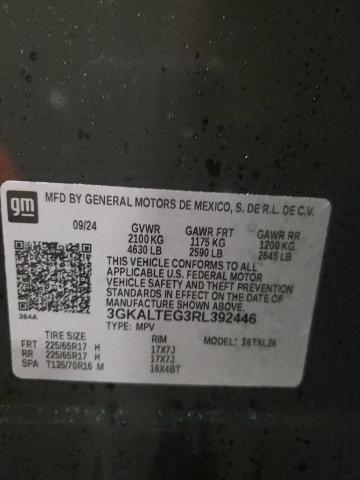 gm
MFD BY GENERAL MOTORS DE MEXICO, S. DE R.L. DE C.V.
09/24 GVWR GAWR FRT GAWR RR
2100 KG 1175 KG 1200 KG
4630 LB 2590 LB 2645 LB
THIS VEHICLE CONFORMS TO ALL
APPLICABLE U.S. FEDERAL MOTOR
VEHICLE SAFETY AND THEFT
PREVENTION STANDARDS IN EFFECT
ON THE DATE OF MANUFACTURE
SHOWN ABOVE.
384A 3GKALTEG3RL392446
TYPE: MPV
TIRE SIZE RIM MODEL: 36TXL26
FRT 225/65R17 H 17X7J
RR 225/65R17 H 17X7J
SPA T135/70R16 M 16X4BT